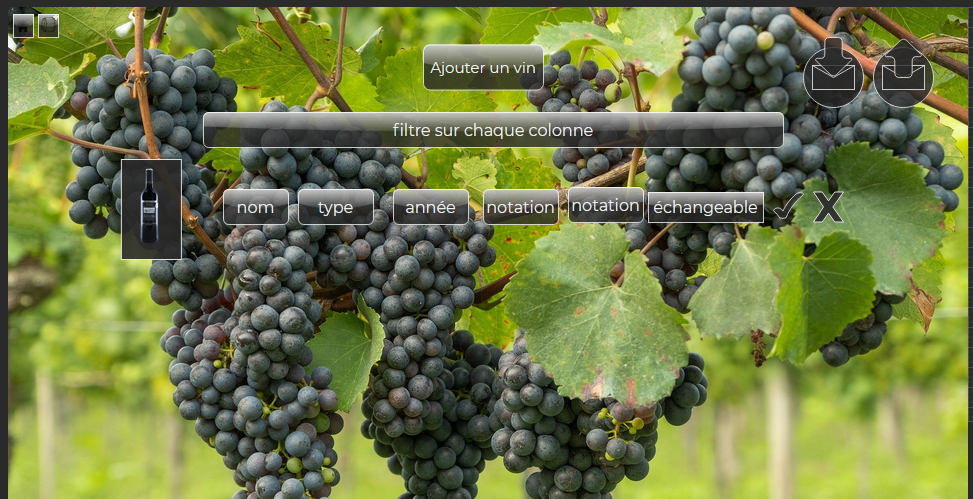 Ajouter un vin
filtre sur chaque colonne
nom
type
année
notation
notation
échangeable